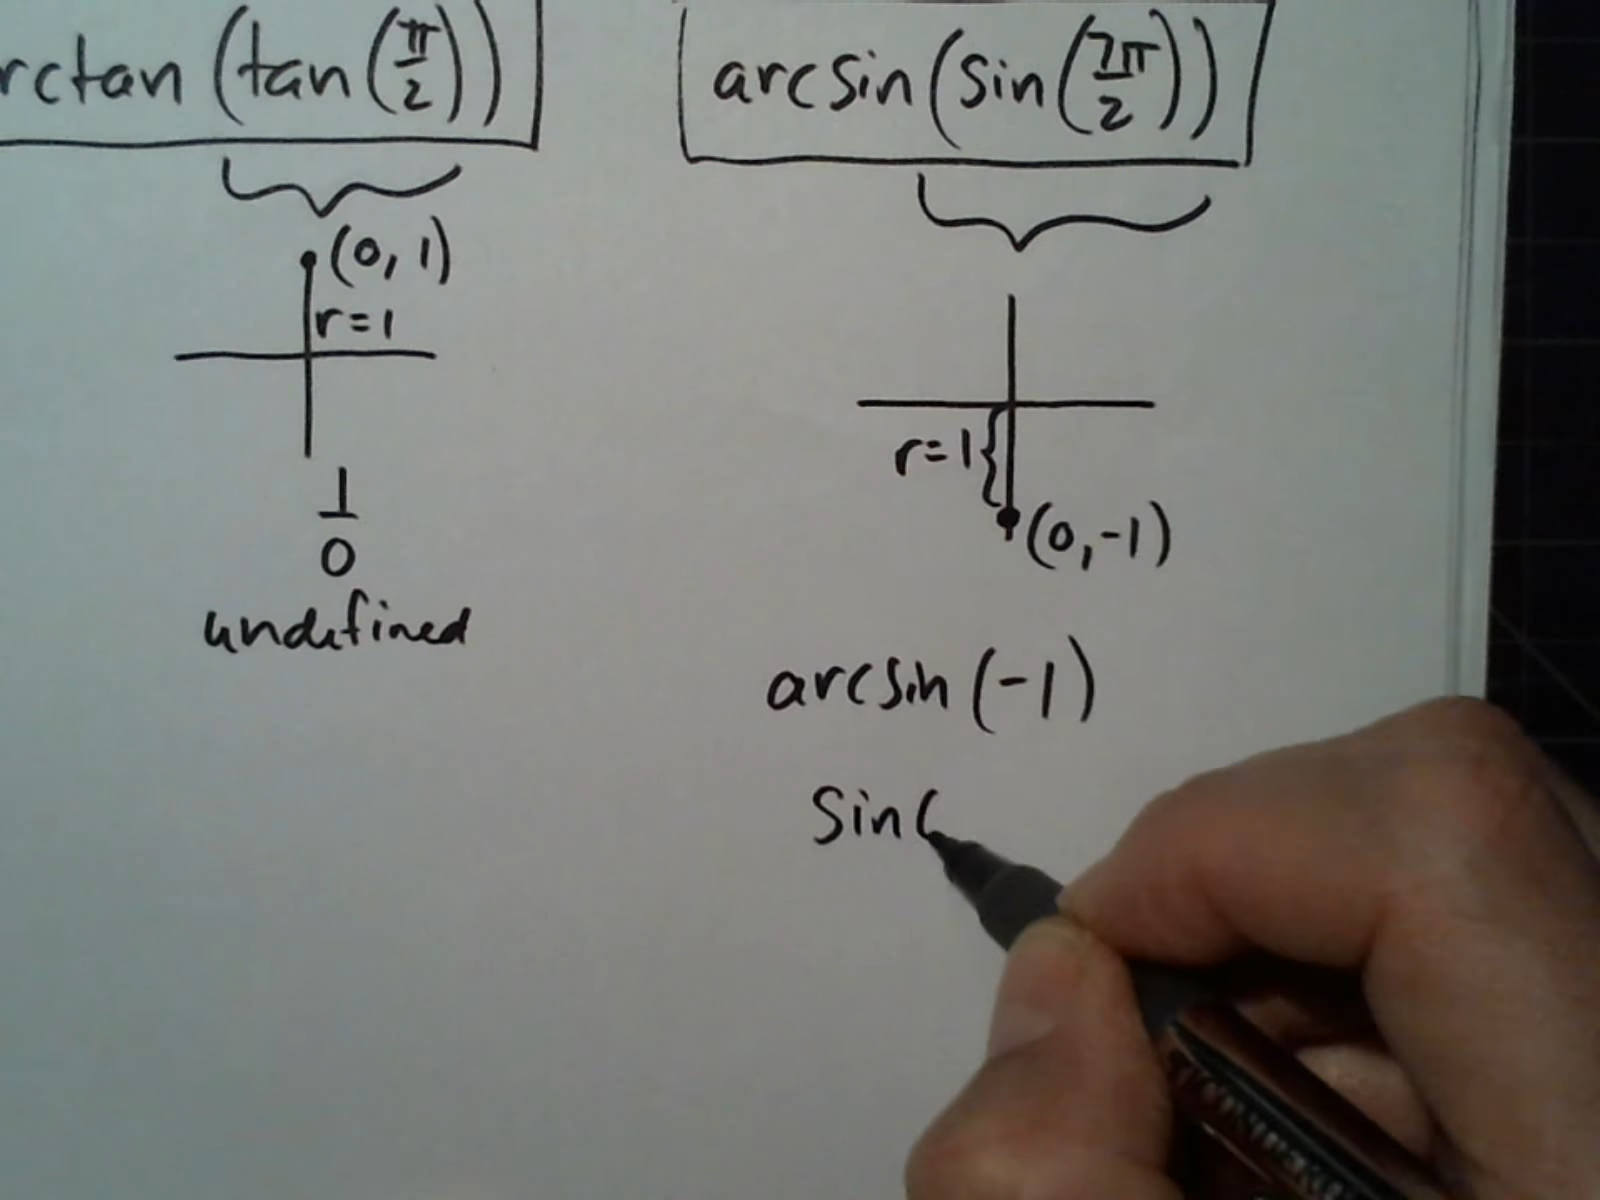 rctan (tan(π/2))
(0, 1)
r=1
1/0
undefined
arcsin(sin(7π/2))
r=1
(0,-1)
arcsin (-1)
sin(